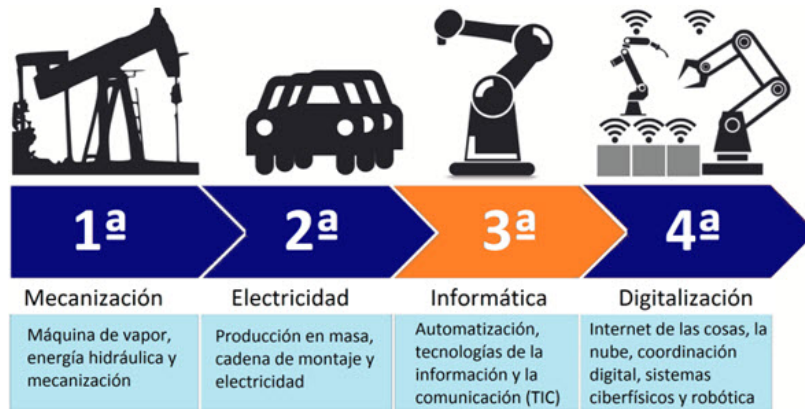 1ª
2ª
3ª
4ª
Mecanización
Electricidad
Informática
Digitalización
Máquina de vapor,
energía hidráulica y
mecanización
Producción en masa,
cadena de montaje y
electricidad
Automatización,
tecnologías de la
información y la
comunicación (TIC)
Internet de las cosas, la
nube, coordinación
digital, sistemas
ciberfísicos y robótica